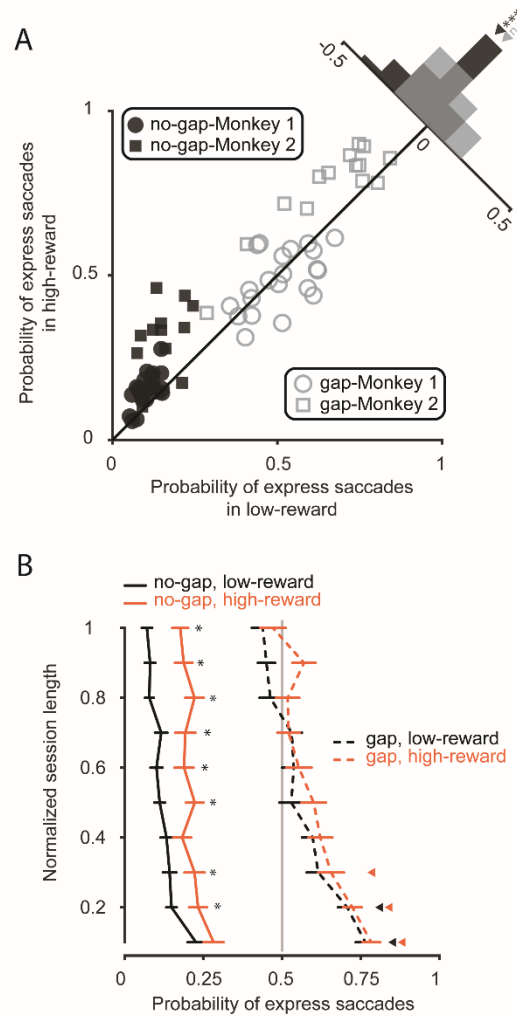 A
-0.5
***
0
0.5
1
no-gap-Monkey 1
no-gap-Monkey 2
Probability of express saccades
in high-reward
0.5
gap-Monkey 1
gap-Monkey 2
0
0
0.5
1
Probability of express saccades
in low-reward
B
no-gap, low-reward
no-gap, high-reward
1
*
*
0.8
*
gap, low-reward
gap, high-reward
*
Normalized session length
0.6
*
*
0.4
*
0.2
*
0
0.25
0.5
0.75
1
Probability of express saccades